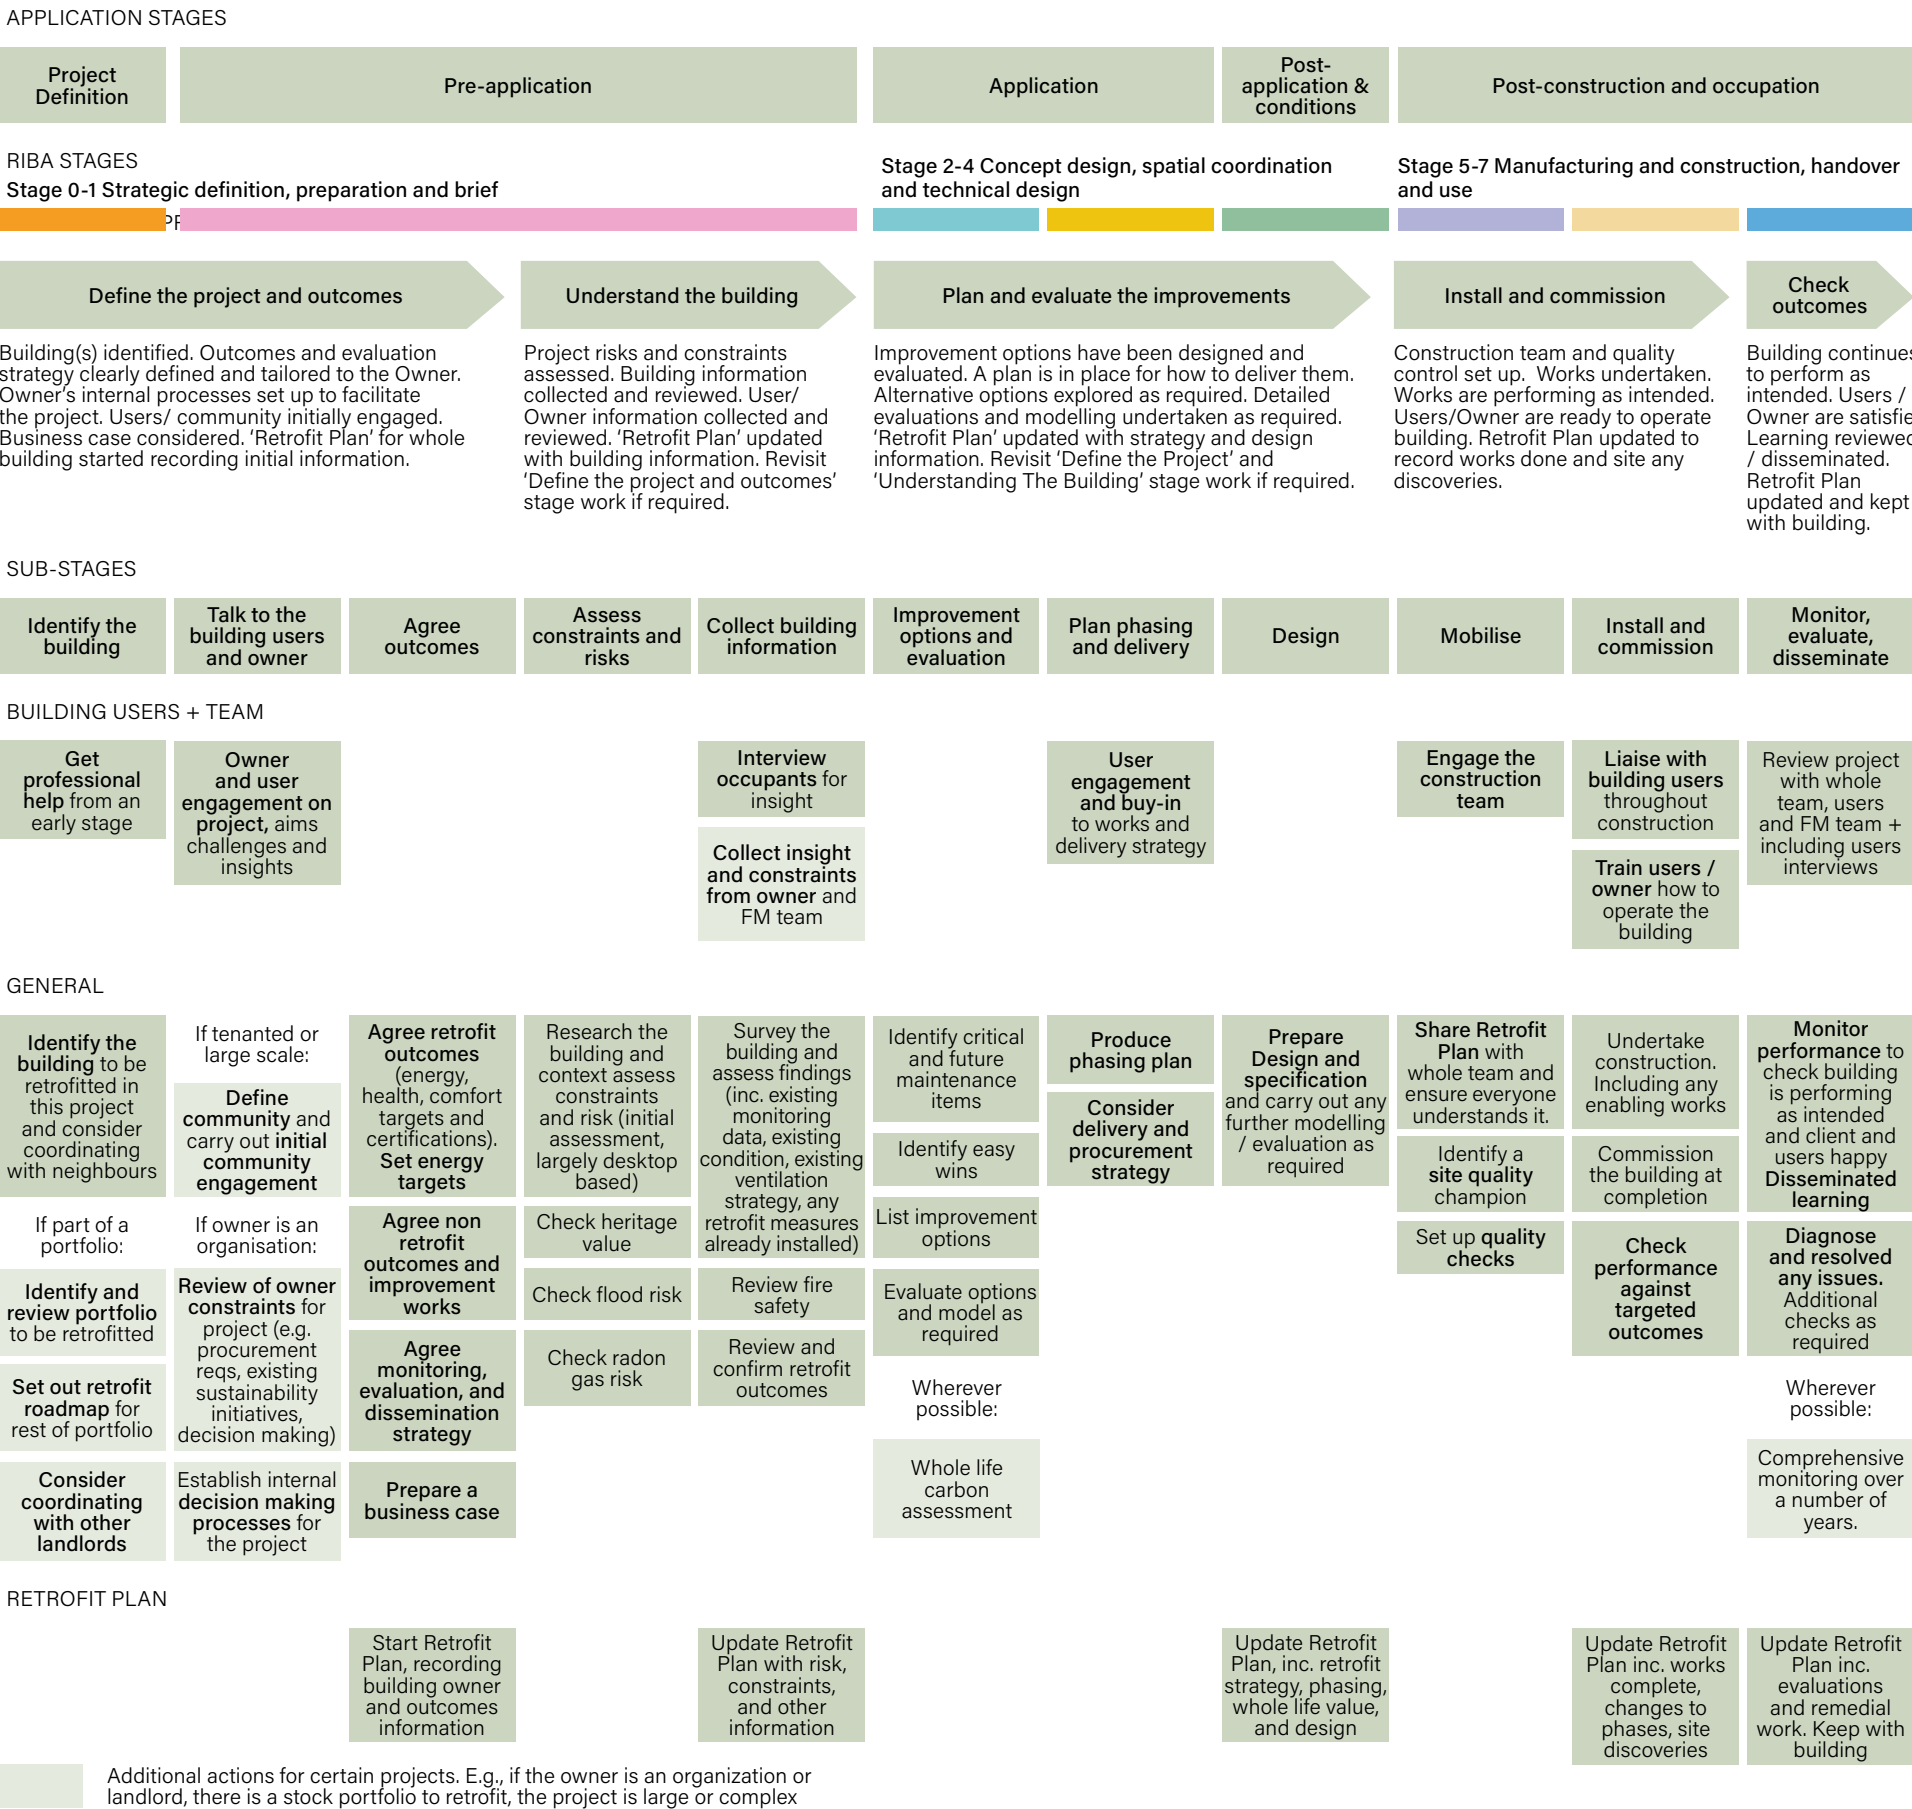 APPLICATION STAGES
Project
Definition
Pre-application
Application
Post-
application &
conditions
Post-construction and occupation
RIBA STAGES
Stage 0-1 Strategic definition, preparation and brief
Stage 2-4 Concept design, spatial coordination
and technical design
Stage 5-7 Manufacturing and construction, handover
and use
Define the project and outcomes
Understand the building
Plan and evaluate the improvements
Install and commission
Check
outcomes
Building(s) identified. Outcomes and evaluation
strategy clearly defined and tailored to the Owner.
Owner's internal processes set up to facilitate
the project. Users/ community initially engaged.
Business case considered. 'Retrofit Plan' for whole
building started recording initial information.
Project risks and constraints
assessed. Building information
collected and reviewed. User/
Owner information collected and
reviewed. 'Retrofit Plan' updated
with building information. Revisit
'Define the project and outcomes'
stage work if required.
Improvement options have been designed and
evaluated. A plan is in place for how to deliver them.
Alternative options explored as required. Detailed
evaluations and modelling undertaken as required.
'Retrofit Plan' updated with strategy and design
information. Revisit 'Define the Project' and
'Understanding The Building' stage work if required.
Construction team and quality
control set up. Works undertaken.
Works are performing as intended.
Users/Owner are ready to operate
building. Retrofit Plan updated to
record works done and site any
discoveries.
Building continues
to perform as
intended. Users /
Owner are satisfie
Learning reviewed
/ disseminated.
Retrofit Plan
updated and kept
with building.
SUB-STAGES
Identify the
building
Talk to the
building users
and owner
Agree
outcomes
Assess
constraints and
risks
Collect building
information
Improvement
options and
evaluation
Plan phasing
and delivery
Design
Mobilise
Install and
commission
Monitor,
evaluate,
disseminate
BUILDING USERS + TEAM
Get
professional
help from an
early stage
Owner
and user
engagement on
project, aims
challenges and
insights
Interview
occupants for
insight
Collect insight
and constraints
from owner and
FM team
User
engagement
and buy-in
to works and
delivery strategy
Engage the
construction
team
Liaise with
building users
throughout
construction
Train users /
owner how to
operate the
building
Review project
with whole
team, users
and FM team +
including users
interviews
GENERAL
Identify the
building to be
retrofitted in
this project
and consider
coordinating
with neighbours
If part of a
portfolio:
Identify and
review portfolio
to be retrofitted
Set out retrofit
roadmap for
rest of portfolio
Consider
coordinating
with other
landlords
If tenanted or
large scale:
Define
community and
carry out initial
community
engagement
If owner is an
organisation:
Review of owner
constraints for
project (e.g.
procurement
reqs, existing
sustainability
initiatives,
decision making)
Establish internal
decision making
processes for
the project
Agree retrofit
outcomes
(energy,
health, comfort
targets and
certifications).
Set energy
targets
Agree non
retrofit
outcomes and
improvement
works
Agree
monitoring,
evaluation, and
dissemination
strategy
Prepare a
business case
Research the
building and
context assess
constraints
and risk (initial
assessment,
largely desktop
based)
Check heritage
value
Check flood risk
Check radon
gas risk
Survey the
building and
assess findings
(inc. existing
monitoring
data, existing
condition, existing
ventilation
strategy, any
retrofit measures
already installed)
Review fire
safety
Review and
confirm retrofit
outcomes
Identify critical
and future
maintenance
items
Identify easy
wins
List improvement
options
Evaluate options
and model as
required
Wherever
possible:
Whole life
carbon
assessment
Produce
phasing plan
Consider
delivery and
procurement
strategy
Prepare
Design and
specification
and carry out any
further modelling
/ evaluation as
required
Share Retrofit
Plan with
whole team and
ensure everyone
understands it.
Identify a
site quality
champion
Set up quality
checks
Undertake
construction.
Including any
enabling works
Commission
the building at
completion
Check
performance
against
targeted
outcomes
Monitor
performance to
check building
is performing
as intended
and client and
users happy
Disseminated
learning
Diagnose
and resolved
any issues.
Additional
checks as
required
Wherever
possible:
Comprehensive
monitoring over
a number of
years.
RETROFIT PLAN
Start Retrofit
Plan, recording
building owner
and outcomes
information
Update Retrofit
Plan with risk,
constraints,
and other
information
Update Retrofit
Plan, inc. retrofit
strategy, phasing,
whole life value,
and design
Update Retrofit
Plan inc. works
complete,
changes to
phases, site
discoveries
Update Retrofit
Plan inc.
evaluations
and remedial
work. Keep with
building
Additional actions for certain projects. E.g., if the owner is an organization or
landlord, there is a stock portfolio to retrofit, the project is large or complex